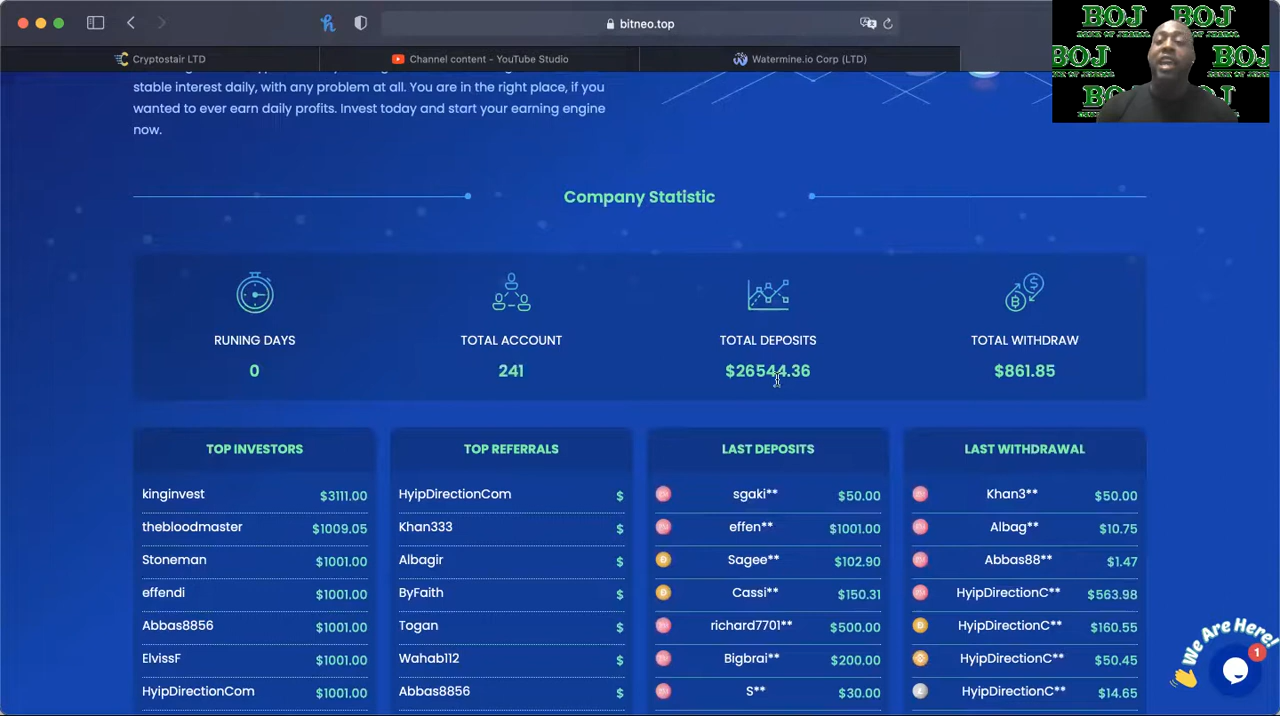 bitneo.top
Cryptostair LTD
Channel content - YouTube Studio
Watermine.io Corp (LTD)
BOJ BOJ
BOJ
stable interest daily, with any problem at all. You are in the right place, if you
wanted to ever earn daily profits. Invest today and start your earning engine
now.
Company Statistic
RUNING DAYS
0
TOTAL ACCOUNT
241
TOTAL DEPOSITS
$26544.36
TOTAL WITHDRAW
$861.85
TOP INVESTORS
kinginvest $3111.00
thebloodmaster $1009.05
Stoneman $1001.00
effendi $1001.00
Abbas8856 $1001.00
ElvissF $1001.00
HyipDirectionCom $1001.00
TOP REFERRALS
HyipDirectionCom $
Khan333 $
Albagir $
ByFaith $
Togan $
Wahab112 $
Abbas8856 $
LAST DEPOSITS
sgaki** $50.00
effen** $1001.00
Sagee** $102.90
Cassi** $150.31
richard7701** $500.00
Bigbrai** $200.00
S** $30.00
LAST WITHDRAWAL
Khan3** $50.00
Albag** $10.75
Abbas88** $1.47
HyipDirectionC** $563.98
HyipDirectionC** $160.55
HyipDirectionC** $50.45
HyipDirectionC** $14.65
We Are Here!
1